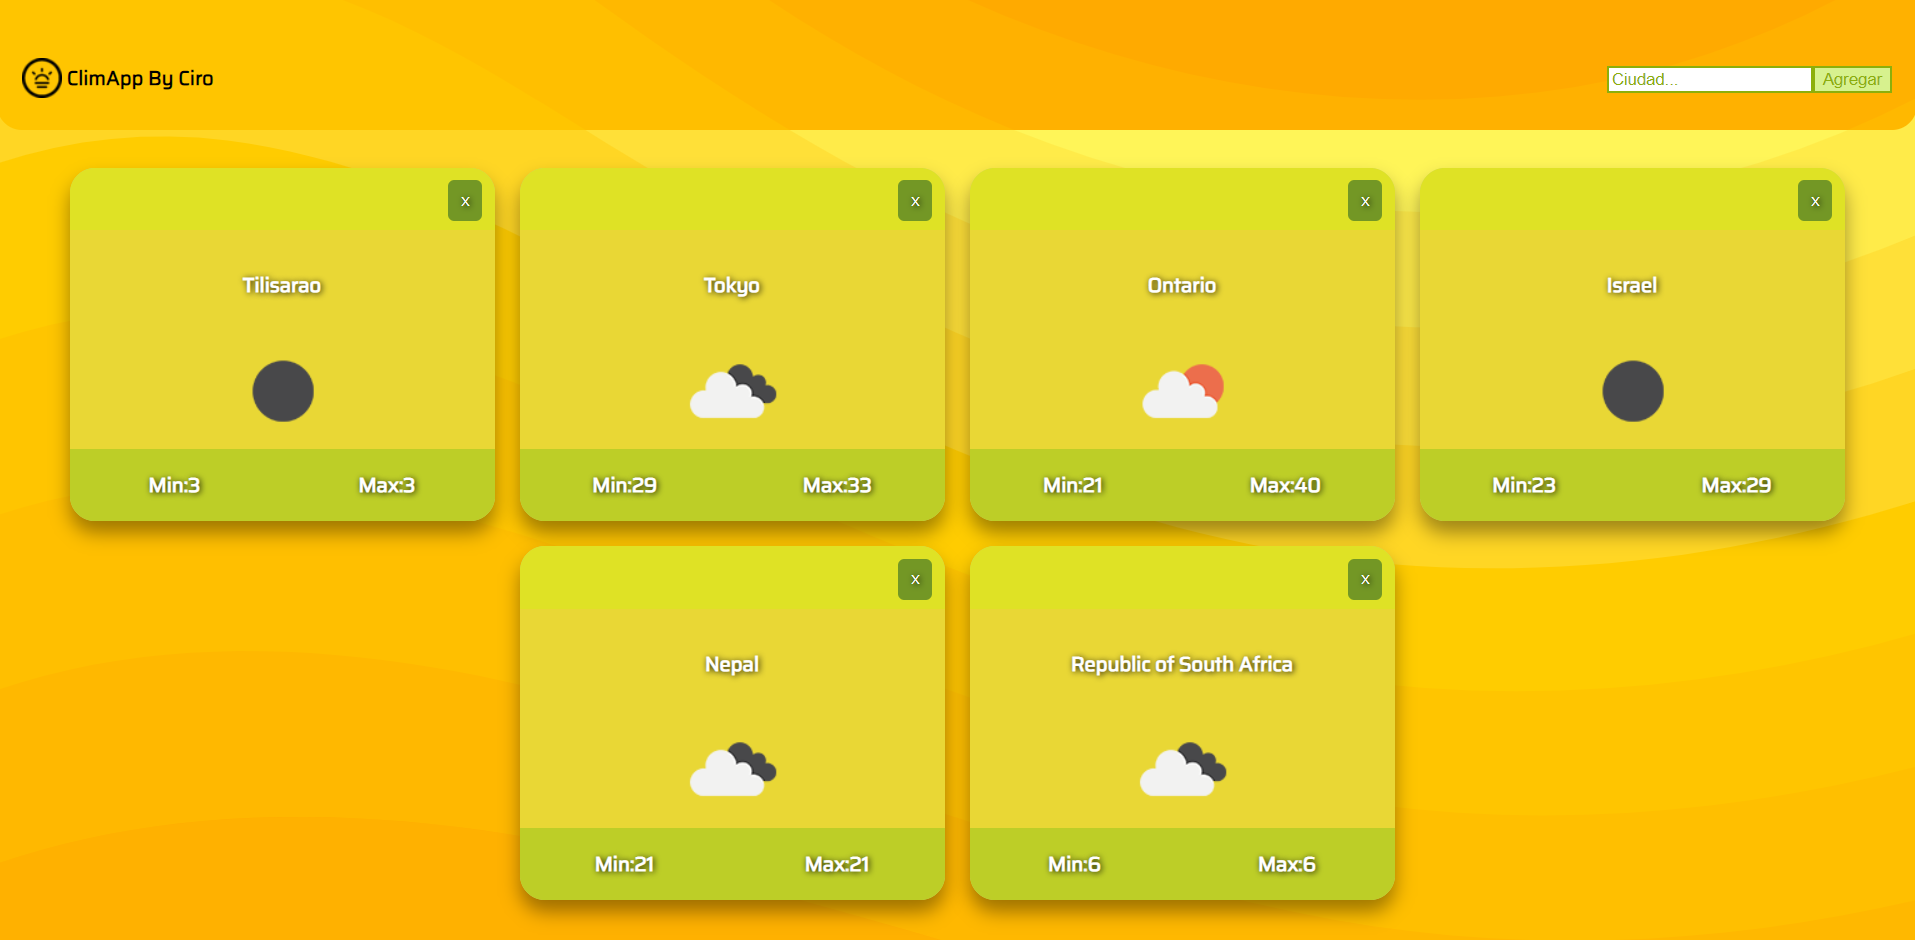 ClimApp By Ciro
Ciudad...
Agregar
x
Tilisarao
Min:3
Max:3
x
Tokyo
Min:29
Max:33
x
Ontario
Min:21
Max:40
x
Israel
Min:23
Max:29
x
Nepal
Min:21
Max:21
x
Republic of South Africa
Min:6
Max:6